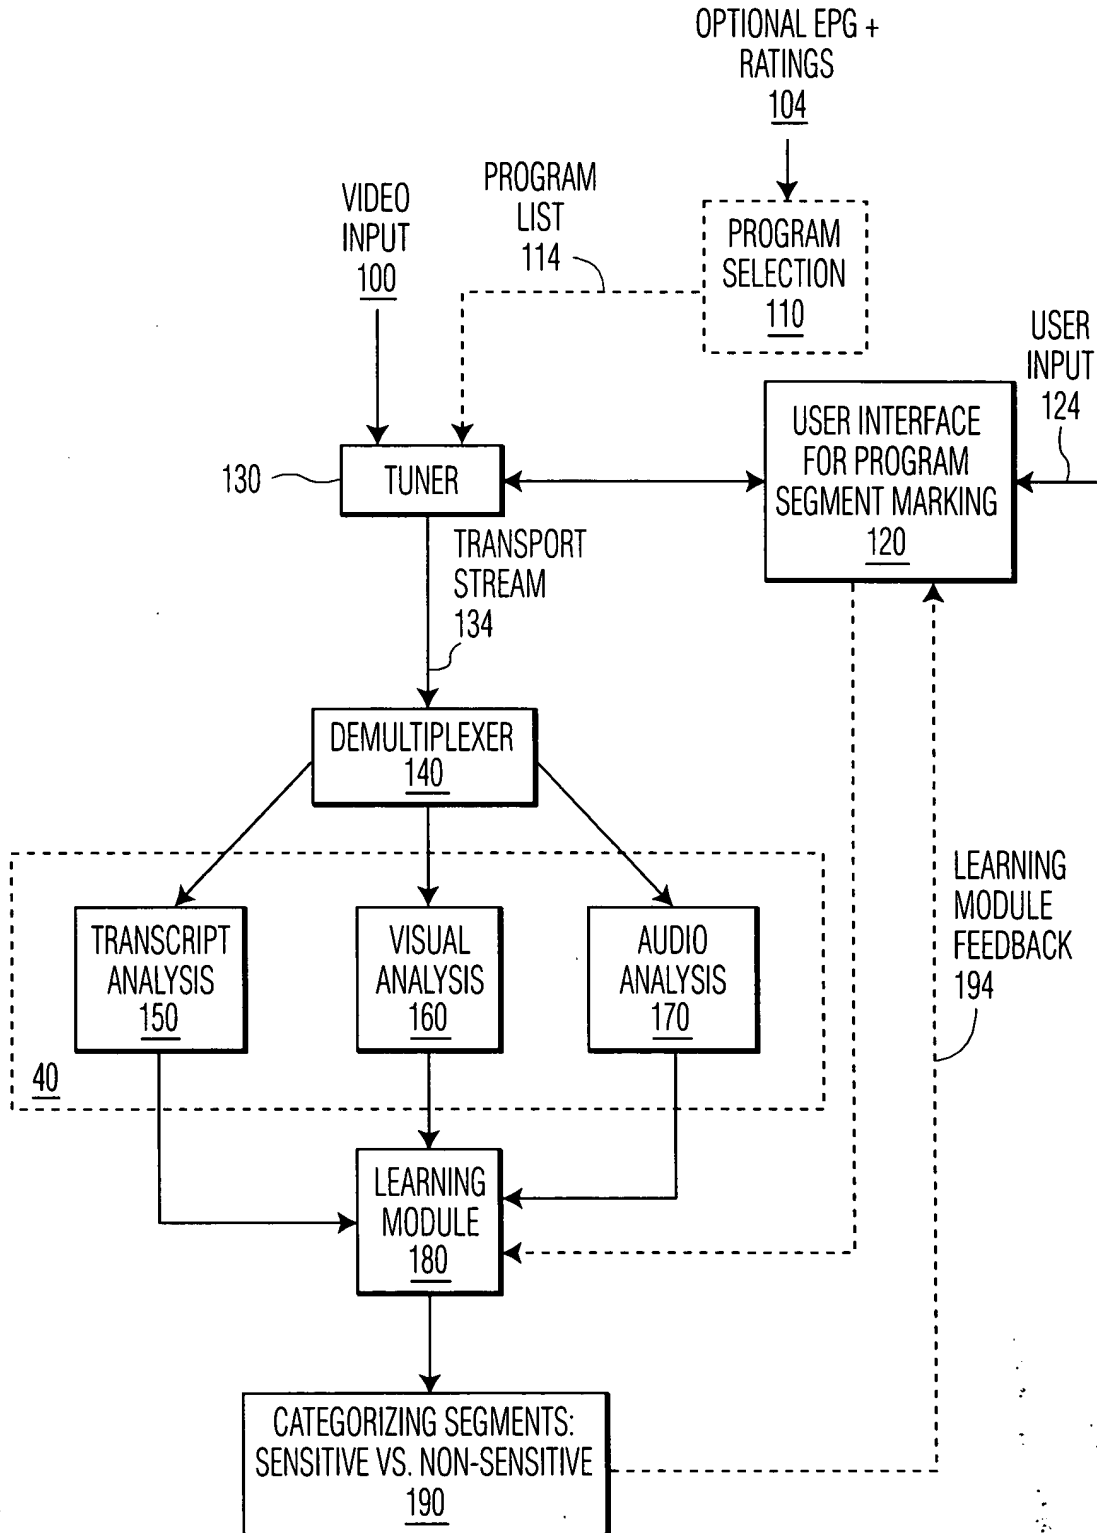 OPTIONAL EPG +
RATINGS
104
PROGRAM
LIST
114
VIDEO
INPUT
100
PROGRAM
SELECTION
110
USER
INPUT
124
USER INTERFACE
FOR PROGRAM
SEGMENT MARKING
120
130
TUNER
TRANSPORT
STREAM
134
DEMULTIPLEXER
140
TRANSCRIPT
ANALYSIS
150
VISUAL
ANALYSIS
160
AUDIO
ANALYSIS
170
LEARNING
MODULE
FEEDBACK
194
40
LEARNING
MODULE
180
CATEGORIZING SEGMENTS:
SENSITIVE VS. NON-SENSITIVE
190